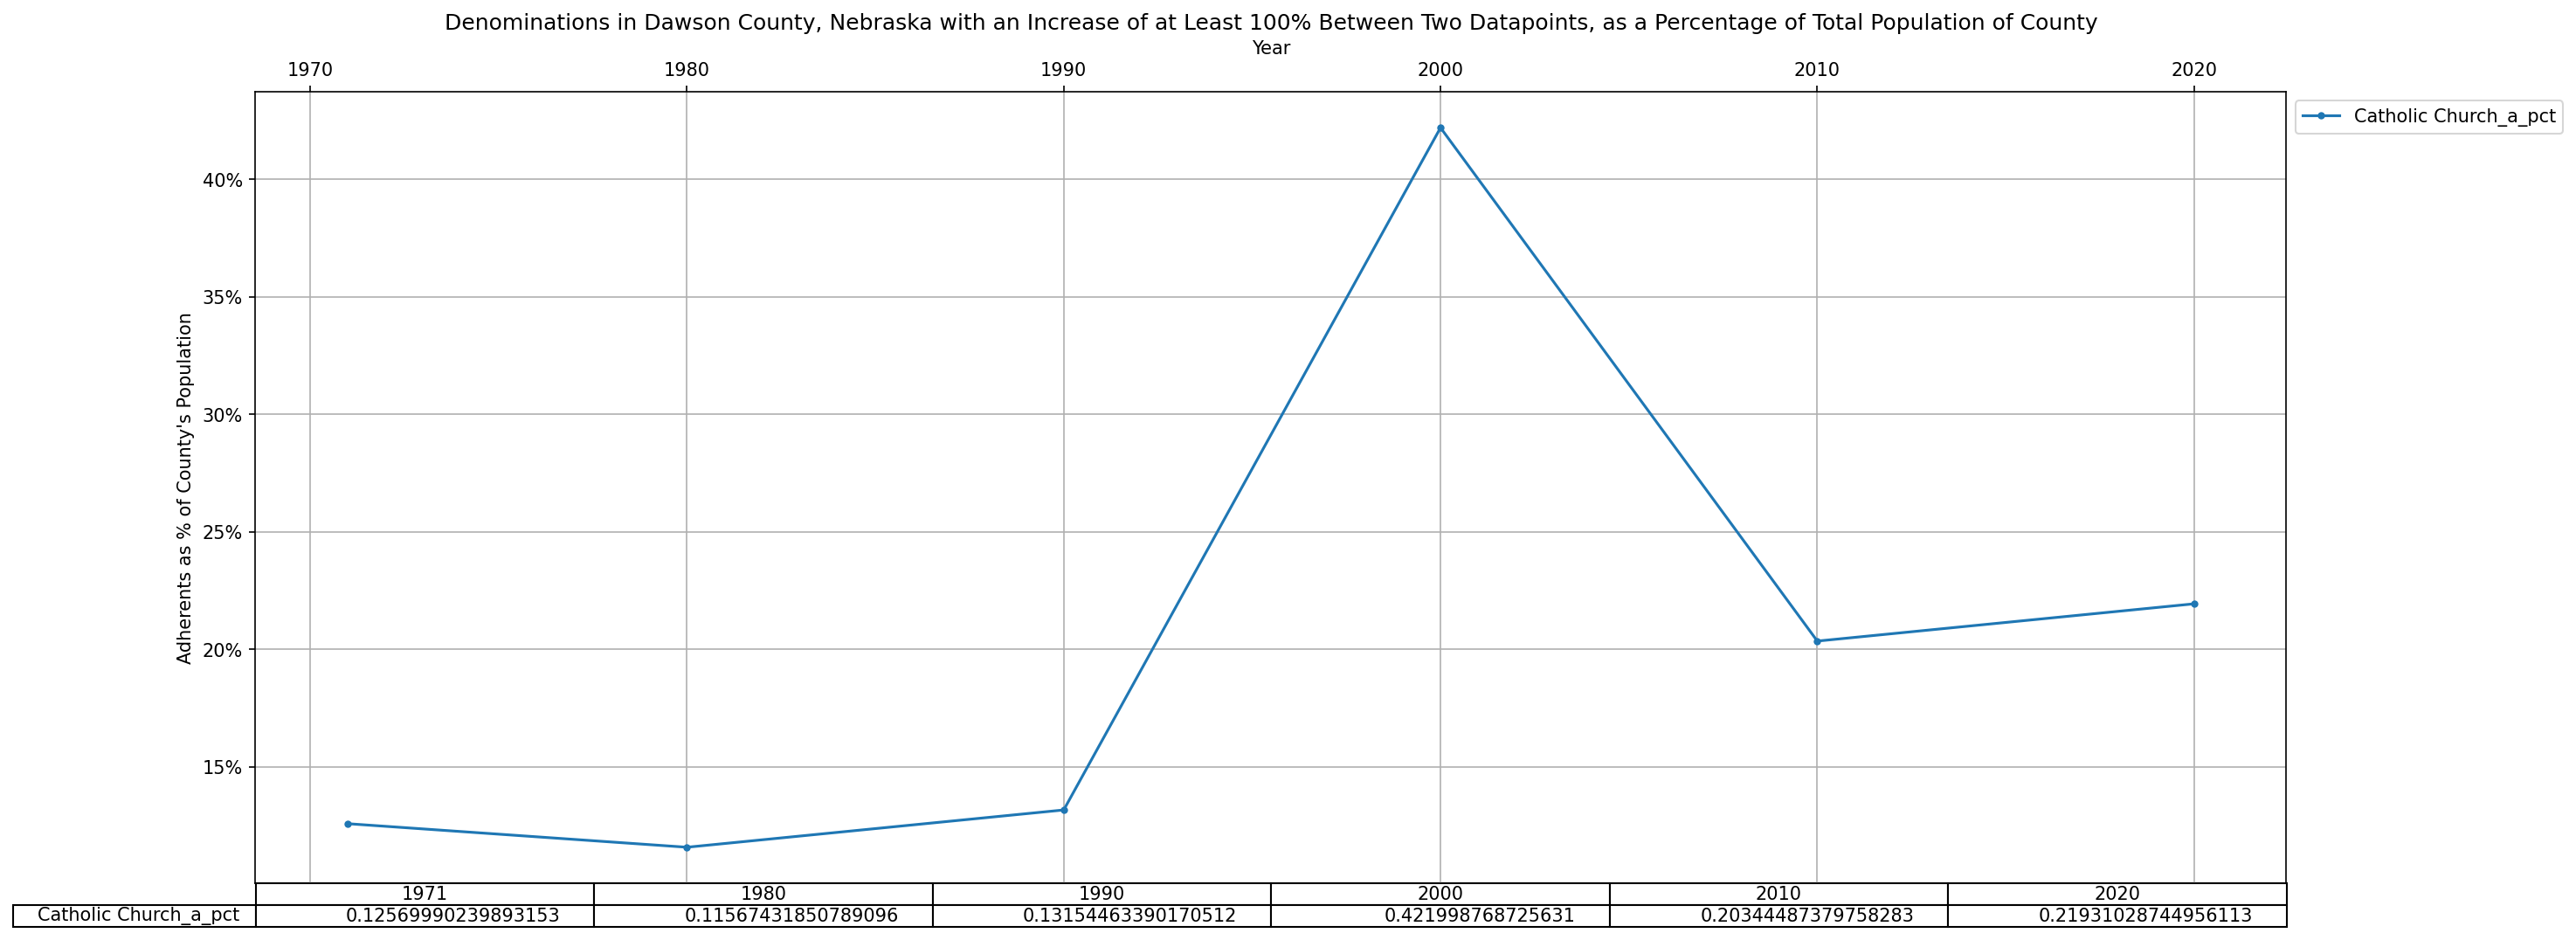 Denominations in Dawson County, Nebraska with an Increase of at Least 100% Between Two Datapoints, as a Percentage of Total Population of County
Year
1970 1980 1990 2000 2010 2020
Catholic Church_a_pct
Adherents as % of County's Population
40%
35%
30%
25%
20%
15%
1971 1980 1990 2000 2010 2020
Catholic Church_a_pct 0.12569990239893153 0.11567431850789096 0.13154463390170512 0.421998768725631 0.20344487379758283 0.21931028744956113